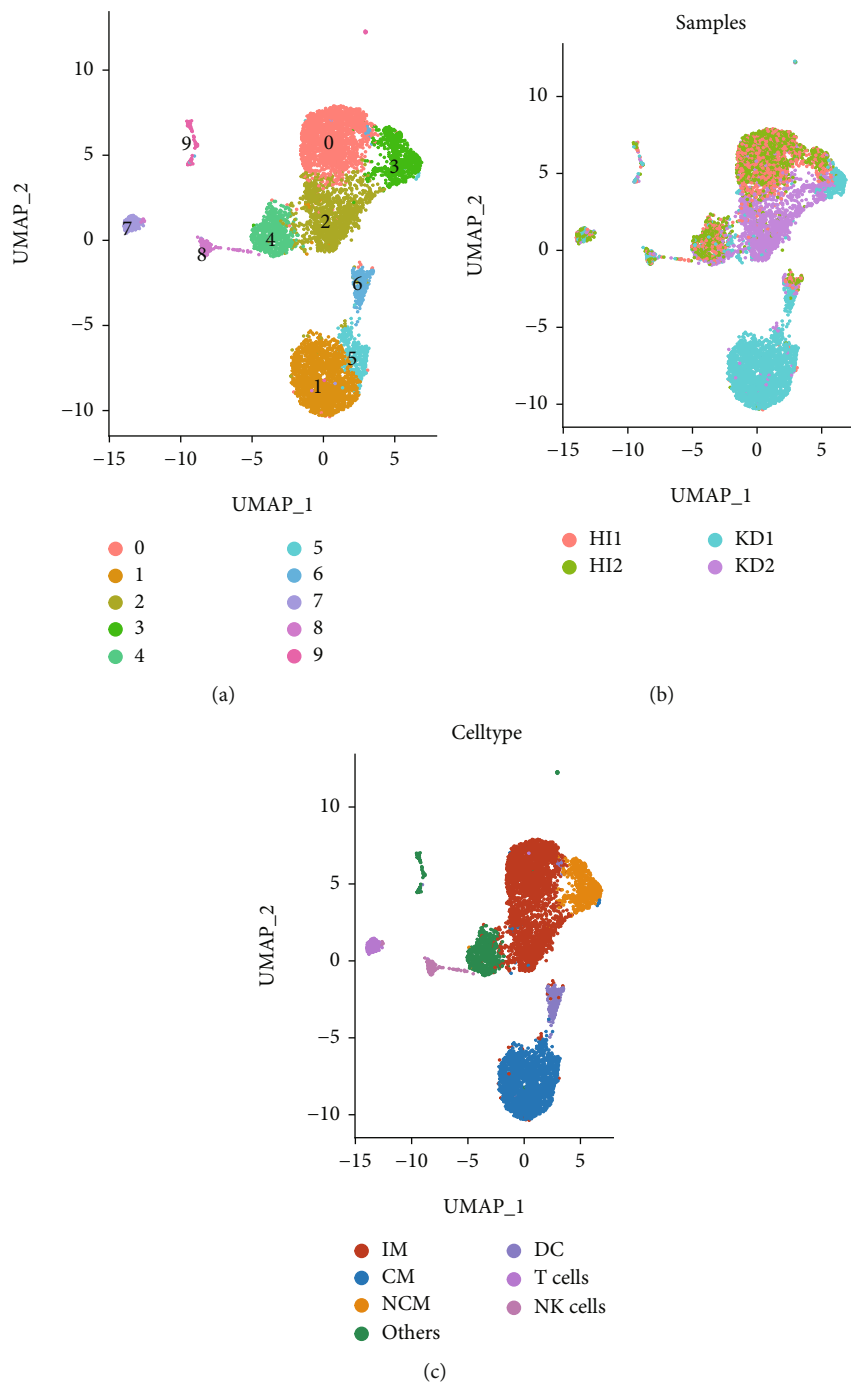 Samples
10
5
0
−5
−10
UMAP_2
0
1
2
3
4
5
6
7
8
9
−15 −10 −5 0 5
UMAP_1
0 5
1 6
2 7
3 8
4 9
(a)
10
5
0
−5
−10
UMAP_2
−15 −10 −5 0 5
UMAP_1
HI1 KD1
HI2 KD2
(b)
Celltype
10
5
0
−5
−10
UMAP_2
−15 −10 −5 0 5
UMAP_1
IM DC
CM T cells
NCM NK cells
Others
(c)